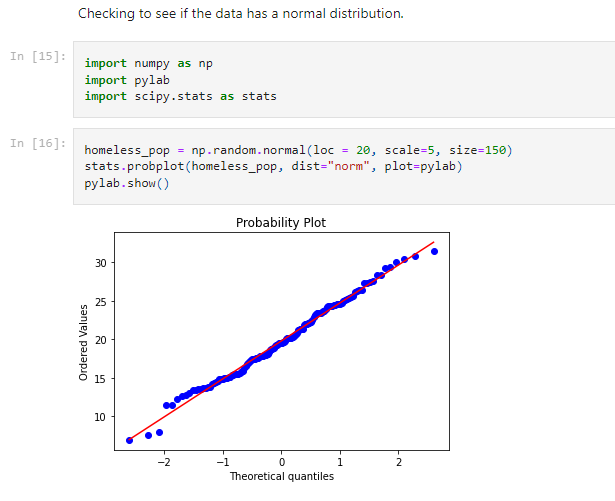 Checking to see if the data has a normal distribution.
In [15]:
import numpy as np
import pylab
import scipy.stats as stats
In [16]:
homeless_pop = np.random.normal(loc = 20, scale=5, size=150)
stats.probplot(homeless_pop, dist="norm", plot=pylab)
pylab.show()
Probability Plot
30
25
20
15
10
Ordered Values
−2 −1 0 1 2
Theoretical quantiles